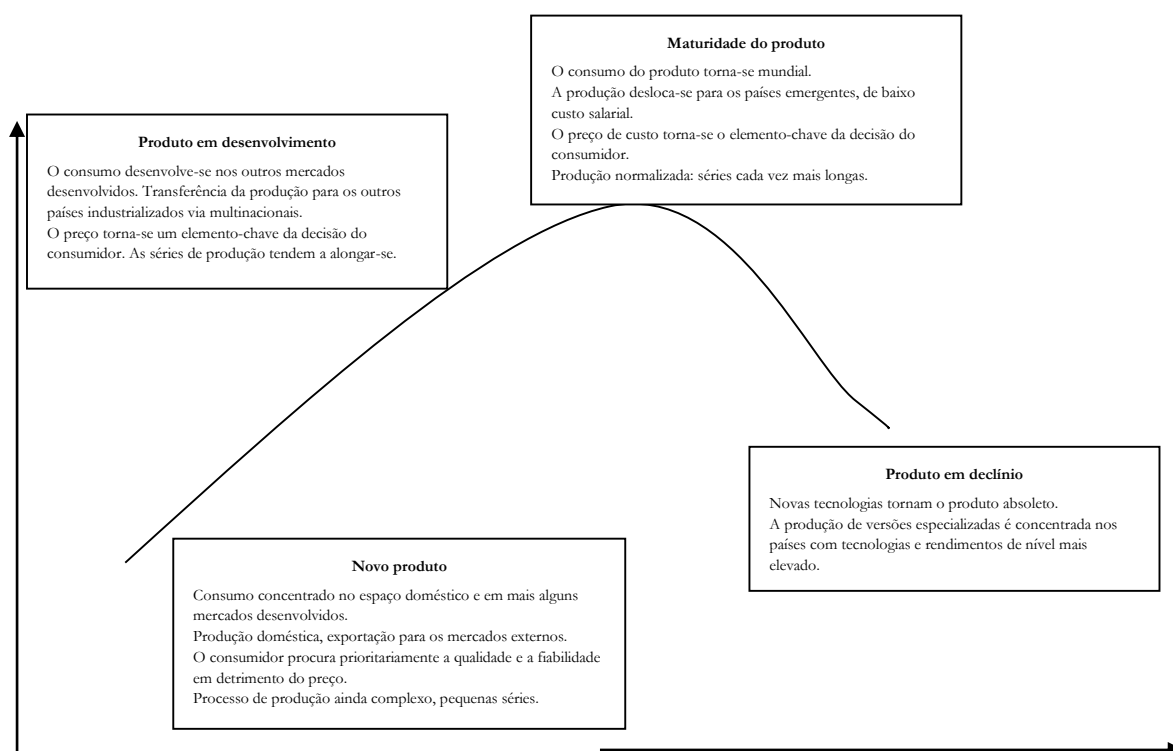 Maturidade do produto
O consumo do produto torna-se mundial.
A produção desloca-se para os países emergentes, de baixo
custo salarial.
O preço de custo torna-se o elemento-chave da decisão do
consumidor.
Produção normalizada: séries cada vez mais longas.
Produto em desenvolvimento
O consumo desenvolve-se nos outros mercados
desenvolvidos. Transferência da produção para os outros
países industrializados via multinacionais.
O preço torna-se um elemento-chave da decisão do
consumidor. As séries de produção tendem a alongar-se.
Produto em declínio
Novas tecnologias tornam o produto absoleto.
A produção de versões especializadas é concentrada nos
países com tecnologias e rendimentos de nível mais
elevado.
Novo produto
Consumo concentrado no espaço doméstico e em mais alguns
mercados desenvolvidos.
Produção doméstica, exportação para os mercados externos.
O consumidor procura prioritariamente a qualidade e a fiabilidade
em detrimento do preço.
Processo de produção ainda complexo, pequenas séries.